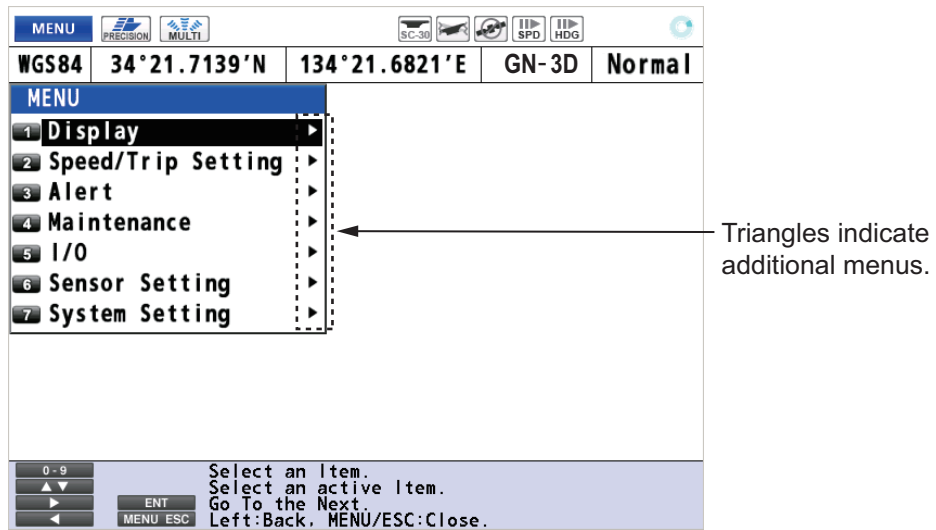 MENU PRECISION MULTI SC-30 SPD HDG
WGS84 34°21.7139′N 134°21.6821′E GN-3D Normal
MENU
1 Display ▶
2 Speed/Trip Setting ▶
3 Alert ▶
4 Maintenance ▶
5 I/O ▶
6 Sensor Setting ▶
7 System Setting ▶
Triangles indicate
additional menus.
0-9 Select an Item.
▲▼ Select an active Item.
▶ ENT Go To the Next.
◀ MENU ESC Left:Back, MENU/ESC:Close.